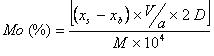 Mo (%) = [(x_s − x_b) × V/a × 2 D] / M × 10^4